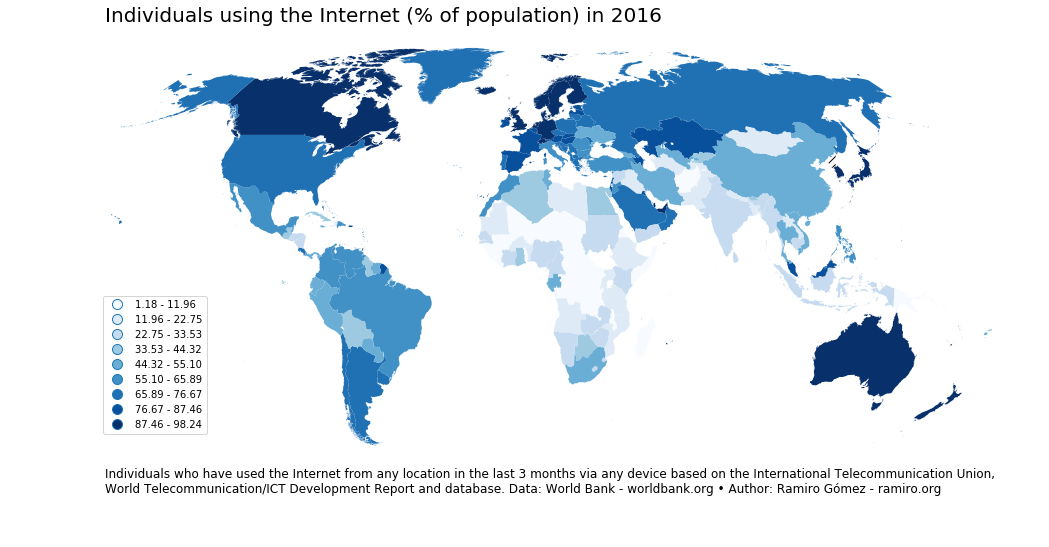 Individuals using the Internet (% of population) in 2016
1.18 - 11.96
11.96 - 22.75
22.75 - 33.53
33.53 - 44.32
44.32 - 55.10
55.10 - 65.89
65.89 - 76.67
76.67 - 87.46
87.46 - 98.24
Individuals who have used the Internet from any location in the last 3 months via any device based on the International Telecommunication Union,
World Telecommunication/ICT Development Report and database. Data: World Bank - worldbank.org • Author: Ramiro Gómez - ramiro.org